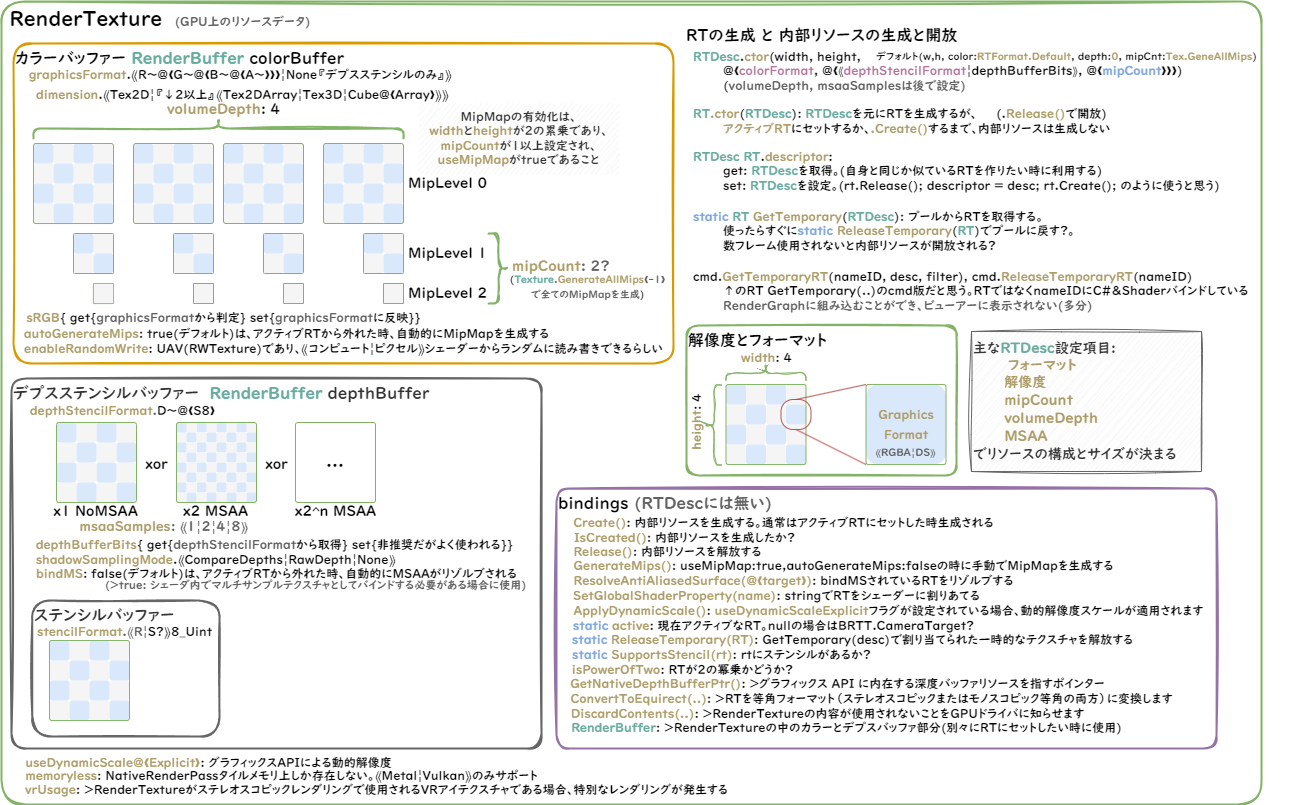 RenderTexture (GPU上のリソースデータ)
カラーバッファー RenderBuffer colorBuffer
graphicsFormat.⟪R~@❰G~@❰B~@❰A~❱❱❱¦None『デプスステンシルのみ』⟫
dimension.⟪Tex2D¦『↓2以上』⟪Tex2DArray¦Tex3D¦Cube@❰Array❱⟫⟫
volumeDepth: 4
MipMapの有効化は、
widthとheightが2の累乗であり、
mipCountが1以上設定され、
useMipMapがtrueであること
MipLevel 0
MipLevel 1
MipLevel 2
mipCount: 2?
(Texture.GenerateAllMips❰-1❱
で全てのMipMapを生成)
sRGB{ get{graphicsFormatから判定} set{graphicsFormatに反映}}
autoGenerateMips: true(デフォルト)は、アクティブRTから外れた時、自動的にMipMapを生成する
enableRandomWrite: UAV(RWTexture)であり、⟪コンピュート¦ピクセル⟫シェーダーからランダムに読み書きできるらしい
デプスステンシルバッファー RenderBuffer depthBuffer
depthStencilFormat.D~@❰S8❱
xor
xor
...
x1 NoMSAA
x2 MSAA
x2^n MSAA
msaaSamples: ⟪1¦2¦4¦8⟫
depthBufferBits{ get{depthStencilFormatから取得} set{非推奨だがよく使われる}}
shadowSamplingMode.⟪CompareDepths¦RawDepth¦None⟫
bindMS: false(デフォルト)は、アクティブRTから外れた時、自動的にMSAAがリゾルブされる
(>true: シェーダ内でマルチサンプルテクスチャとしてバインドする必要がある場合に使用)
ステンシルバッファー
stencilFormat.⟪R¦S?⟫8_Uint
useDynamicScale@❰Explicit❱: グラフィックスAPIによる動的解像度
memoryless: NativeRenderPassタイルメモリ上しか存在しない。⟪Metal¦Vulkan⟫のみサポート
vrUsage: >RenderTextureがステレオスコピックレンダリングで使用されるVRアイテクスチャである場合、特別なレンダリングが発生する
RTの生成 と 内部リソースの生成と開放
RTDesc.ctor(width, height, デフォルト(w,h, color:RTFormat.Default, depth:0, mipCnt:Tex.GeneAllMips)
@❰colorFormat, @❰⟪depthStencilFormat¦depthBufferBits⟫, @❰mipCount❱❱❱)
(volumeDepth, msaaSamplesは後で設定)
RT.ctor(RTDesc): RTDescを元にRTを生成するが、 (.Release()で開放)
アクティブRTにセットするか、.Create()するまで、内部リソースは生成しない
RTDesc RT.descriptor:
get: RTDescを取得。(自身と同じか似ているRTを作りたい時に利用する)
set: RTDescを設定。(rt.Release(); descriptor = desc; rt.Create(); のように使うと思う)
static RT GetTemporary(RTDesc): プールからRTを取得する。
使ったらすぐにstatic ReleaseTemporary(RT)でプールに戻す?。
数フレーム使用されないと内部リソースが開放される?
cmd.GetTemporaryRT(nameID, desc, filter), cmd.ReleaseTemporaryRT(nameID)
↑のRT GetTemporary(..)のcmd版だと思う。RTではなくnameIDにC#&Shaderバインドしている
RenderGraphに組み込むことができ、ビューアーに表示されない(多分)
解像度とフォーマット
width: 4
height: 4
Graphics
Format
⟪RGBA¦DS⟫
主なRTDesc設定項目:
フォーマット
解像度
mipCount
volumeDepth
MSAA
でリソースの構成とサイズが決まる
bindings (RTDescには無い)
Create(): 内部リソースを生成する。通常はアクティブRTにセットした時生成される
IsCreated(): 内部リソースを生成したか?
Release(): 内部リソースを解放する
GenerateMips(): useMipMap:true,autoGenerateMips:falseの時に手動でMipMapを生成する
ResolveAntiAliasedSurface(@❰target❱): bindMSされているRTをリゾルブする
SetGlobalShaderProperty(name): stringでRTをシェーダーに割りあてる
ApplyDynamicScale(): useDynamicScaleExplicitフラグが設定されている場合、動的解像度スケールが適用されます
static active: 現在アクティブなRT。nullの場合はBRTT.CameraTarget?
static ReleaseTemporary(RT): GetTemporary(desc)で割り当てられた一時的なテクスチャを解放する
static SupportsStencil(rt): rtにステンシルがあるか?
isPowerOfTwo: RTが2の冪乗かどうか?
GetNativeDepthBufferPtr(): >グラフィックス API に内在する深度バッファリソースを指すポインター
ConvertToEquirect(..): >RTを等角フォーマット(ステレオスコピックまたはモノスコピック等角の両方) に変換します
DiscardContents(..): >RenderTextureの内容が使用されないことをGPUドライバに知らせます
RenderBuffer: >RenderTextureの中のカラーとデプスバッファ部分(別々にRTにセットしたい時に使用)